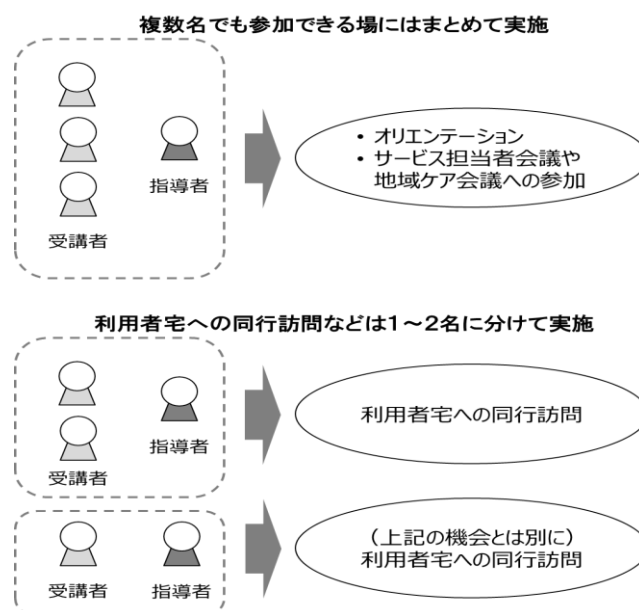 複数名でも参加できる場にはまとめて実施
• オリエンテーション
• サービス担当者会議や
地域ケア会議への参加
指導者
受講者
利用者宅への同行訪問などは１～２名に分けて実施
利用者宅への同行訪問
指導者
受講者
（上記の機会とは別に）
利用者宅への同行訪問
受講者
指導者